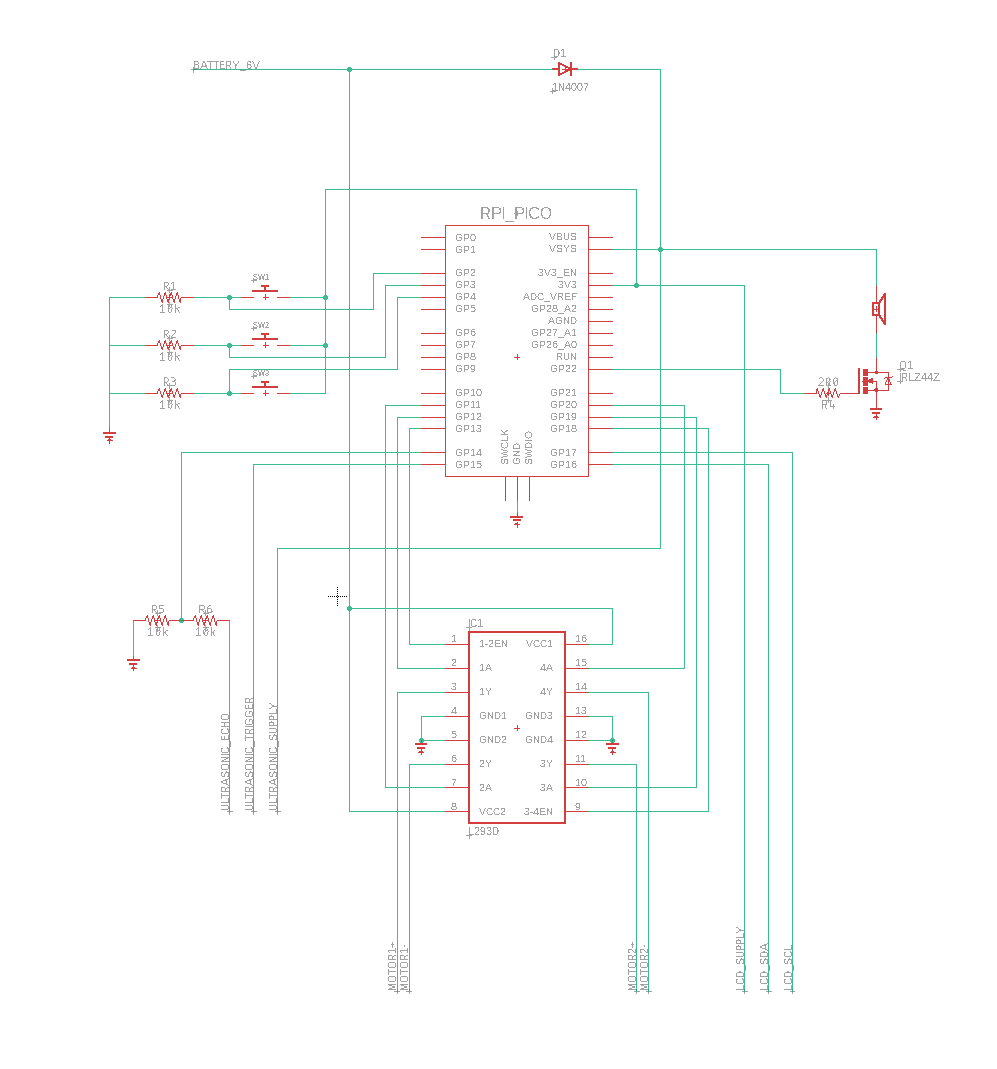 BATTERY_6V
D1
1N4007
RPI_PICO
GP0
GP1
GP2
GP3
GP4
GP5
GP6
GP7
GP8
GP9
GP10
GP11
GP12
GP13
GP14
GP15
VBUS
VSYS
3V3_EN
3V3
ADC_VREF
GP28_A2
AGND
GP27_A1
GP26_A0
RUN
GP22
GP21
GP20
GP19
GP18
GP17
GP16
SWCLK
GND
SWDIO
R1
10k
SW1
R2
10k
SW2
R3
10k
SW3
Q1
IRLZ44Z
R4
R5
10k
R6
10k
ULTRASONIC_ECHO
ULTRASONIC_TRIGGER
ULTRASONIC_SUPPLY
IC1
1 1-2EN VCC1 16
2 1A 4A 15
3 1Y 4Y 14
4 GND1 GND3 13
5 GND2 GND4 12
6 2Y 3Y 11
7 2A 3A 10
8 VCC2 3-4EN 9
L293D
MOTOR1+
MOTOR1-
MOTOR2+
MOTOR2-
LCD_SUPPLY
LCD_SDA
LCD_SCL